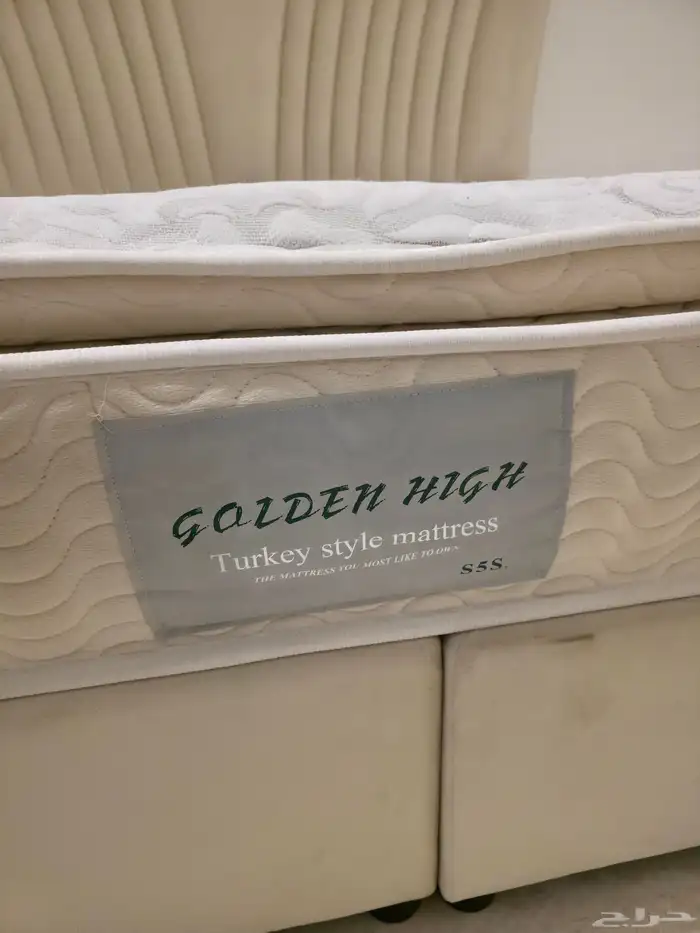 GOLDEN HIGH
Turkey style mattress
THE MATTRESS YOU MOST LIKE TO OWN
S5S.
حراج